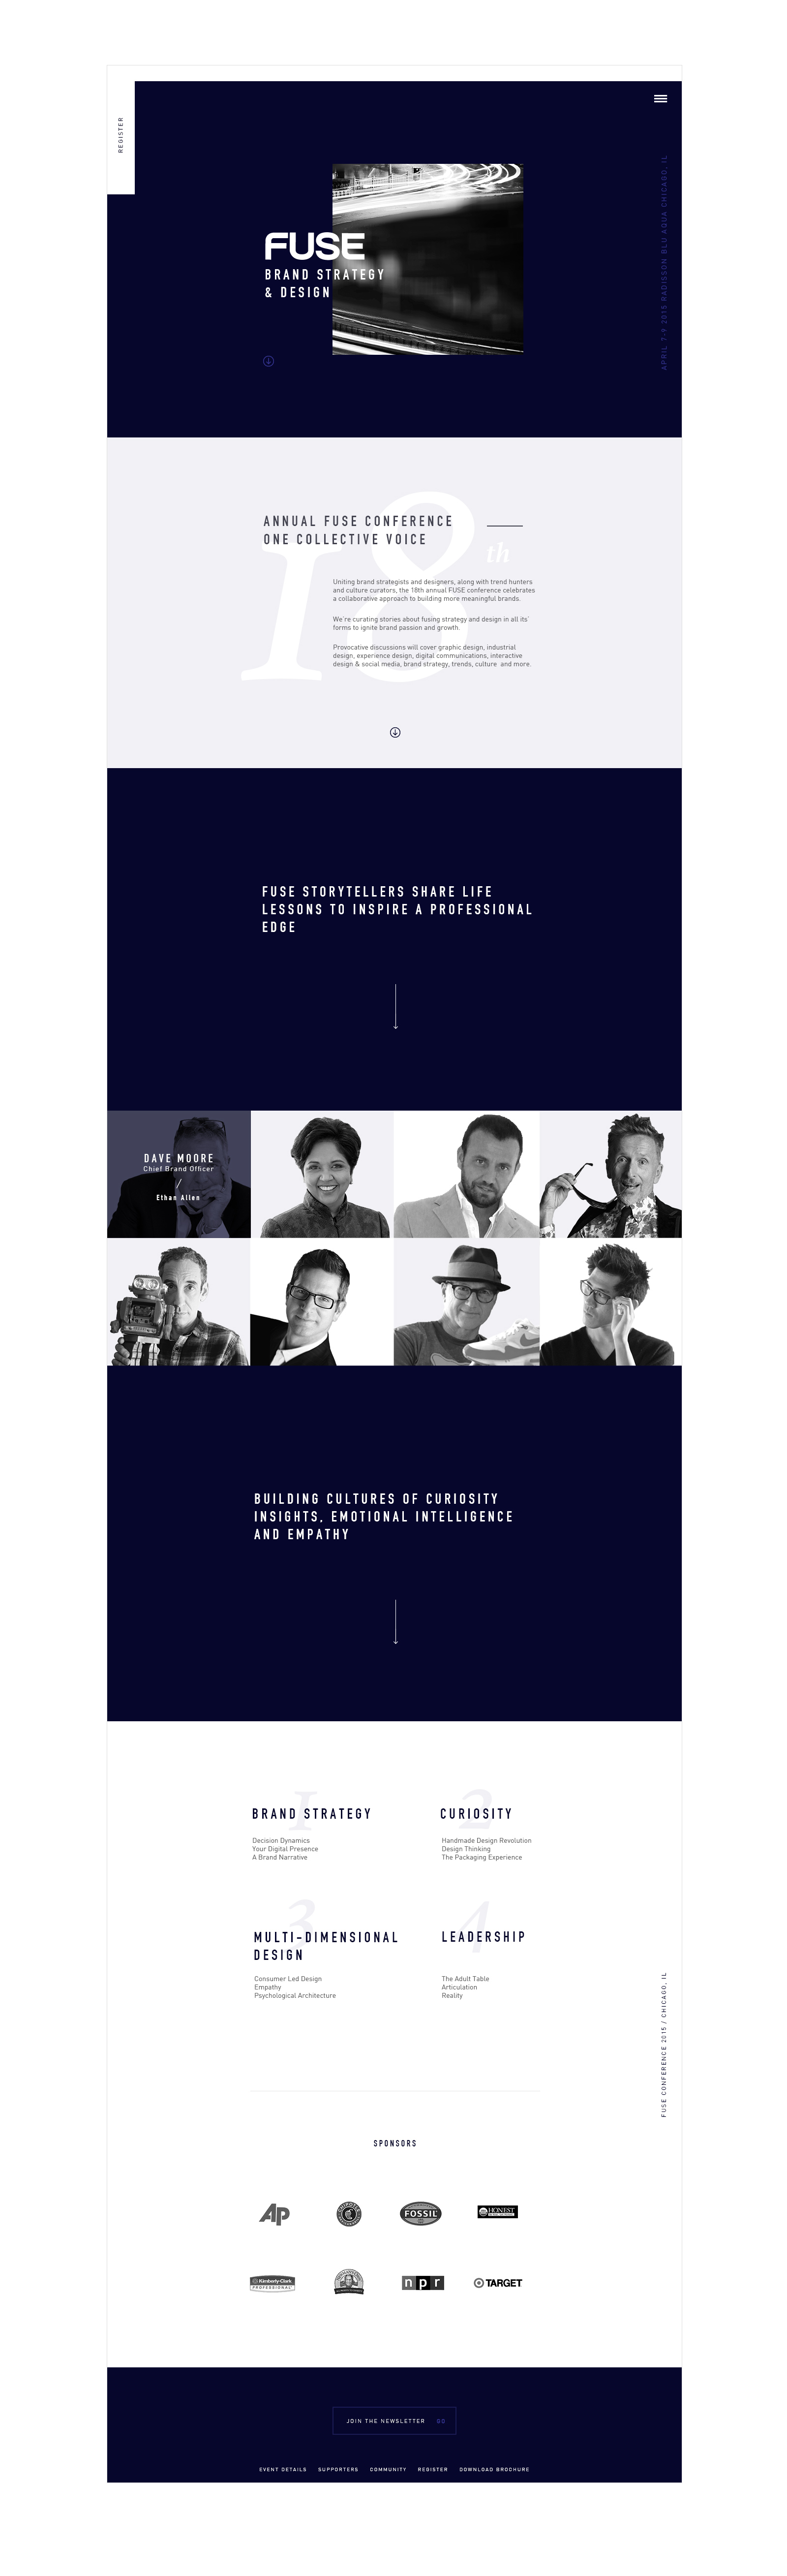 REGISTER
APRIL 7-9 2015 RADISSON BLU AQUA CHICAGO, IL
FUSE
BRAND STRATEGY
& DESIGN
18
th
ANNUAL FUSE CONFERENCE
ONE COLLECTIVE VOICE
Uniting brand strategists and designers, along with trend hunters
and culture curators, the 18th annual FUSE conference celebrates
a collaborative approach to building more meaningful brands.
We're curating stories about fusing strategy and design in all its'
forms to ignite brand passion and growth.
Provocative discussions will cover graphic design, industrial
design, experience design, digital communications, interactive
design & social media, brand strategy, trends, culture and more.
FUSE STORYTELLERS SHARE LIFE
LESSONS TO INSPIRE A PROFESSIONAL
EDGE
DAVE MOORE
Chief Brand Officer
/
Ethan Allen
BUILDING CULTURES OF CURIOSITY
INSIGHTS, EMOTIONAL INTELLIGENCE
AND EMPATHY
1
BRAND STRATEGY
Decision Dynamics
Your Digital Presence
A Brand Narrative
2
CURIOSITY
Handmade Design Revolution
Design Thinking
The Packaging Experience
3
MULTI-DIMENSIONAL
DESIGN
Consumer Led Design
Empathy
Psychological Architecture
4
LEADERSHIP
The Adult Table
Articulation
Reality
FUSE CONFERENCE 2015 / CHICAGO, IL
SPONSORS
AP
CHIPOTLE
FOSSIL
HONEST
Kimberly-Clark
PROFESSIONAL
npr
TARGET
JOIN THE NEWSLETTER GO
EVENT DETAILS SUPPORTERS COMMUNITY REGISTER DOWNLOAD BROCHURE